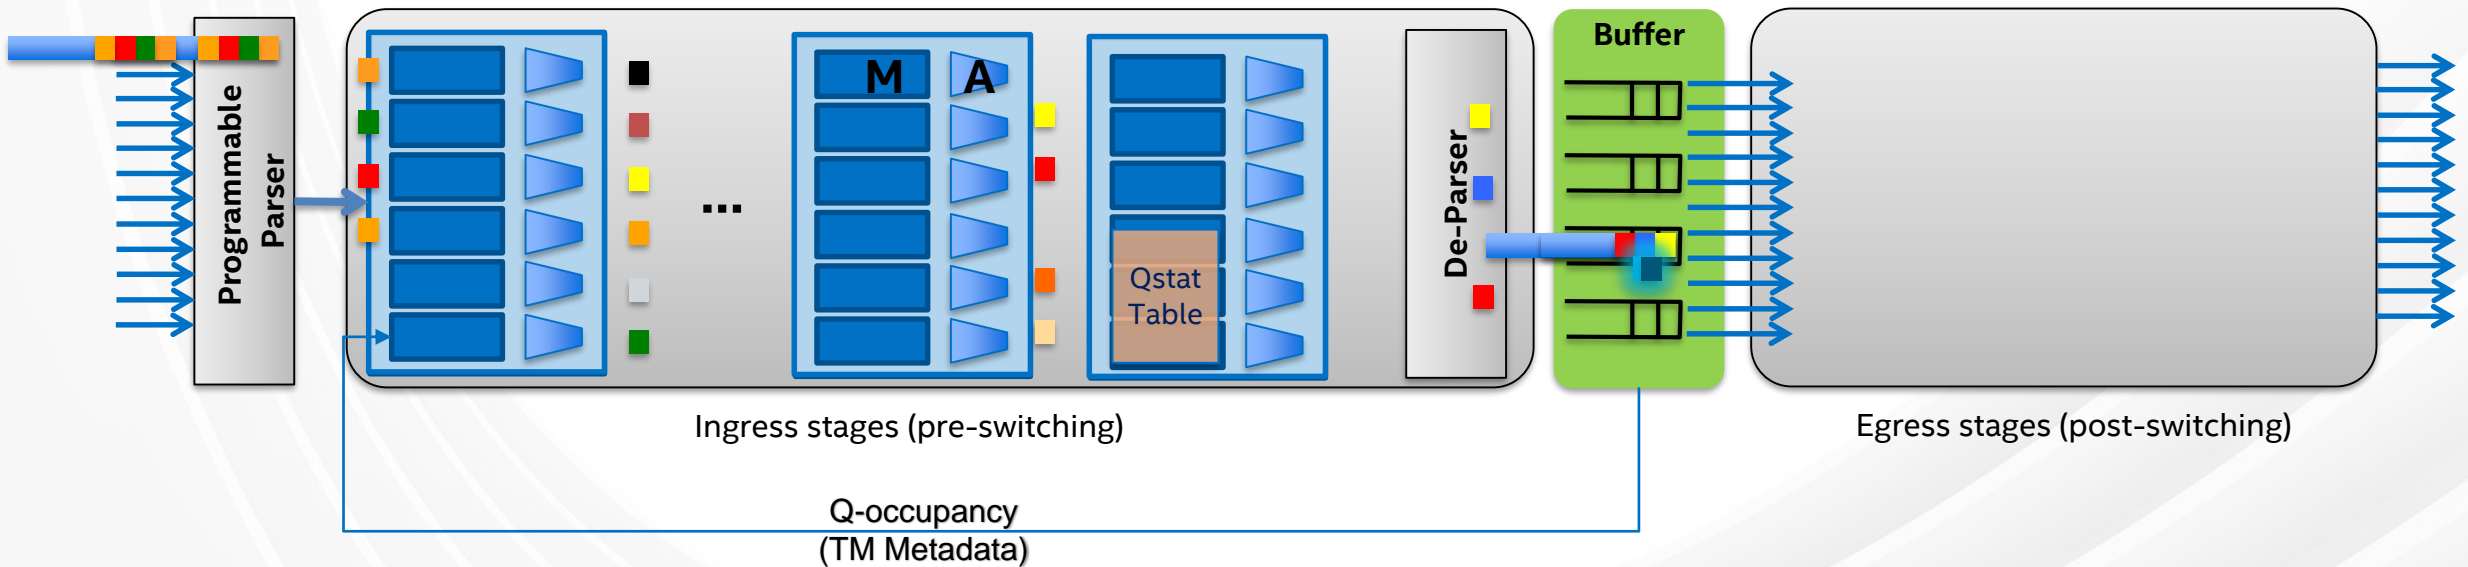 Programmable
Parser
...
M
A
Qstat
Table
De-Parser
Buffer
Ingress stages (pre-switching)
Egress stages (post-switching)
Q-occupancy
(TM Metadata)